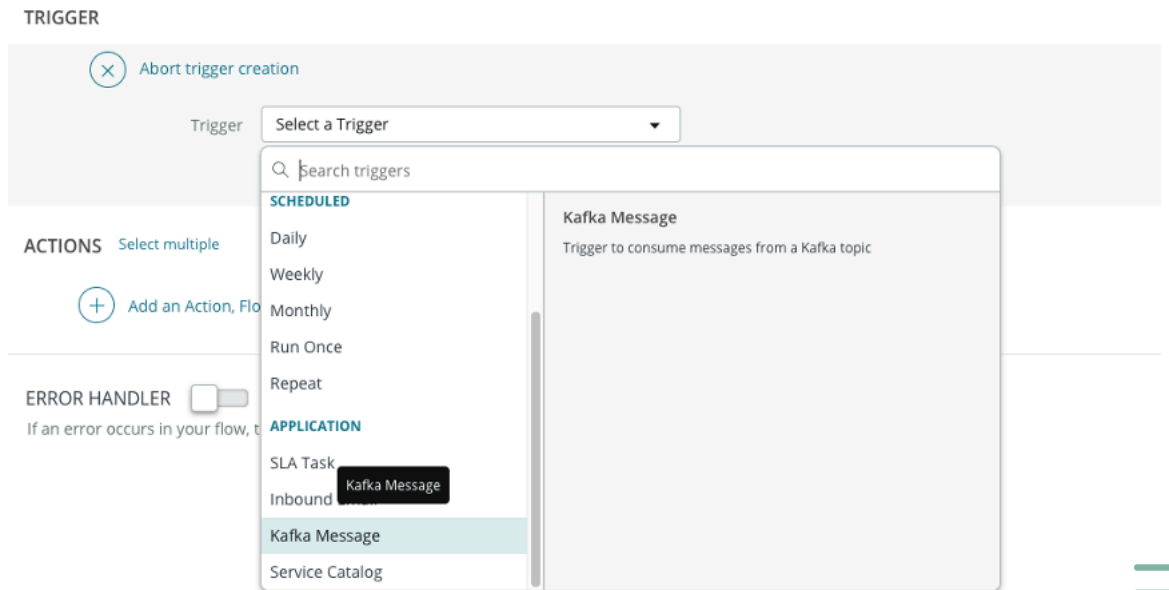 TRIGGER
Abort trigger creation
Trigger
Select a Trigger
Search triggers
SCHEDULED
Daily
Weekly
Monthly
Run Once
Repeat
APPLICATION
SLA Task
Inbound
Kafka Message
Kafka Message
Service Catalog
Kafka Message
Trigger to consume messages from a Kafka topic
ACTIONS Select multiple
Add an Action, Flo
ERROR HANDLER
If an error occurs in your flow, t